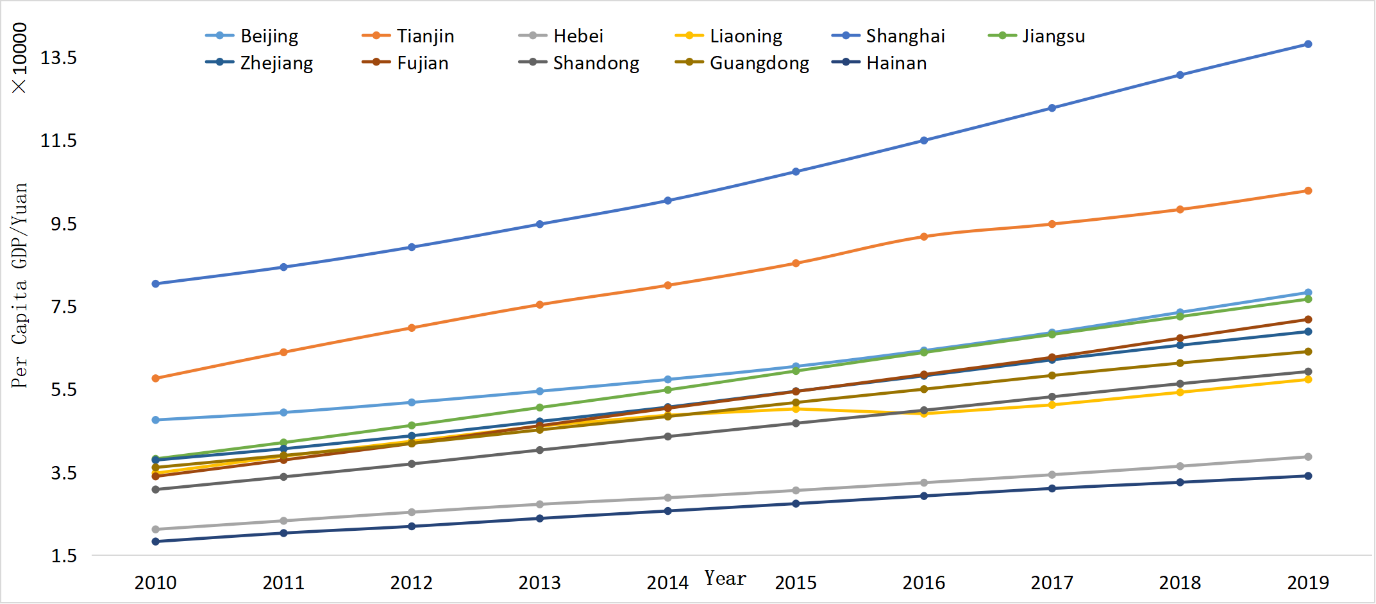 ×10000
Per Capita GDP/Yuan
Beijing Tianjin Hebei Liaoning Shanghai Jiangsu
Zhejiang Fujian Shandong Guangdong Hainan
13.5
11.5
9.5
7.5
5.5
3.5
1.5
2010 2011 2012 2013 2014 2015 2016 2017 2018 2019
Year